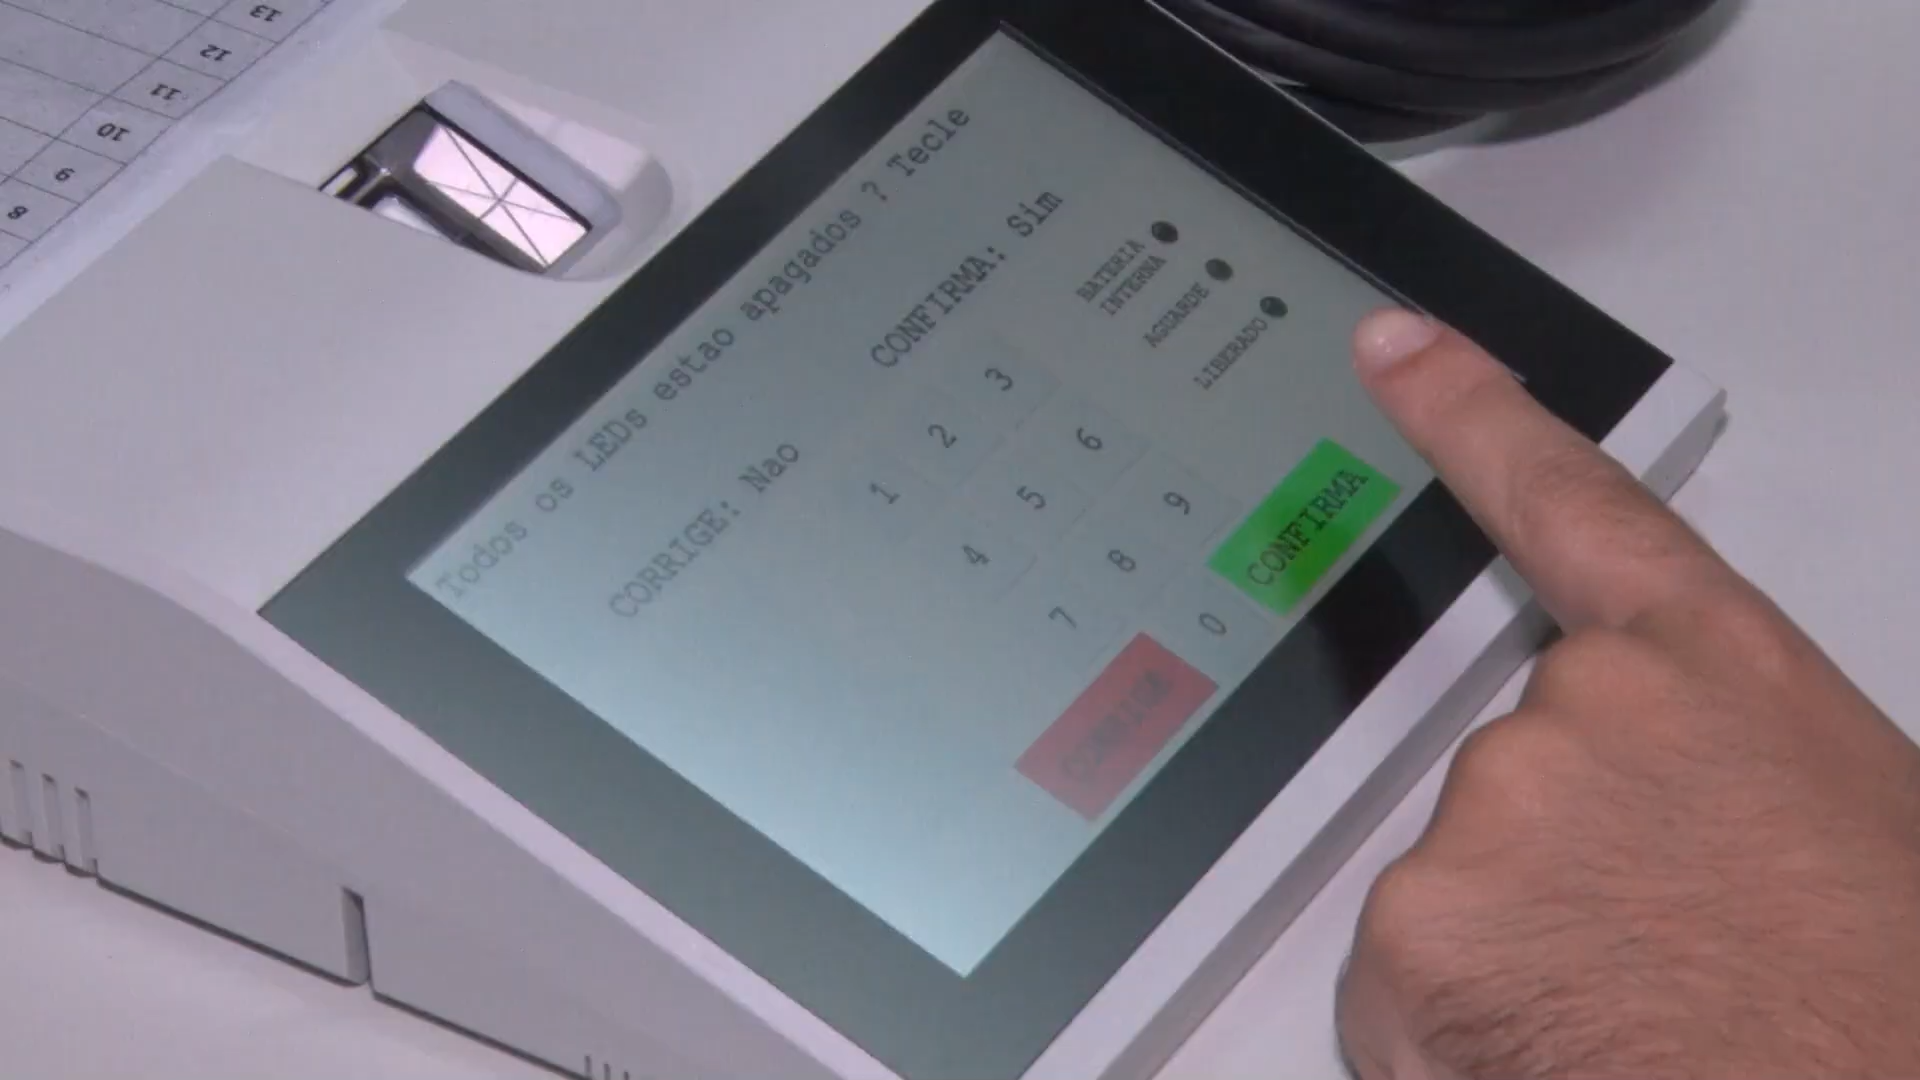 Todos os LEDs estao apagados ? Tecle
CORRIGE: Nao
CONFIRMA: Sim
1 2 3
4 5 6
7 8 9
0
BATERIA
INTERNA
AGUARDE
LIBERADO
CORRIGE
CONFIRMA
8
9
10
11
12
13